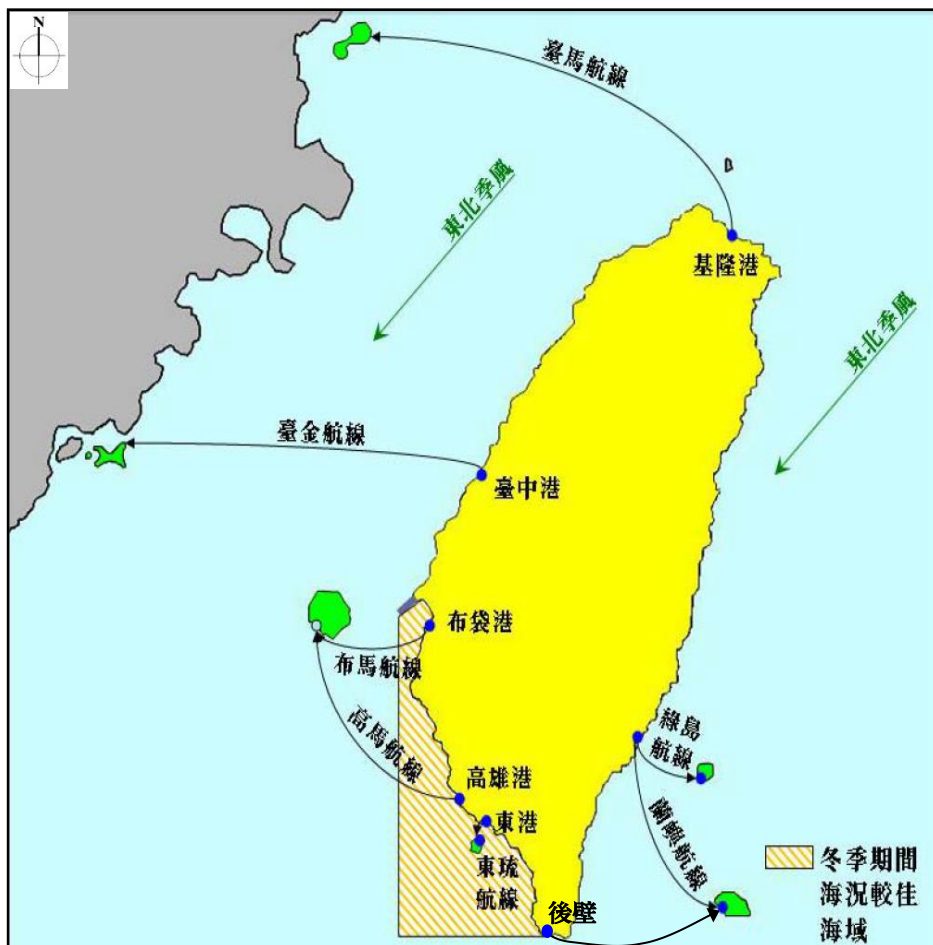 N
臺馬航線
東北季風
基隆港
東北季風
臺金航線
臺中港
布袋港
布馬航線
高馬航線
綠島
航線
高雄港
東港
蘭嶼航線
東琉
航線
後壁
冬季期間
海況較佳
海域